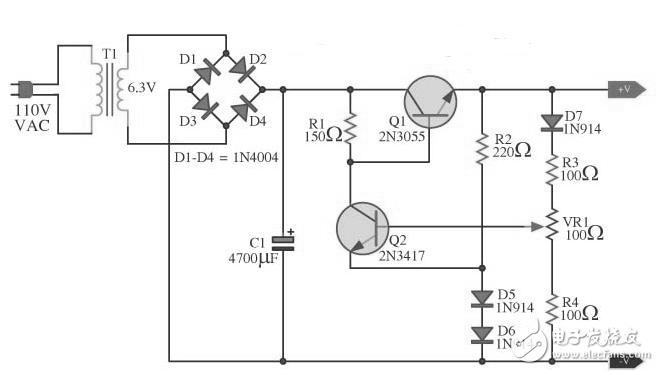 T1
110V
VAC
6.3V
D1
D2
D3
D4
D1-D4 = 1N4004
C1
4700µF
+
R1
150Ω
Q1
2N3055
Q2
2N3417
R2
220Ω
D5
1N914
D6
D7
1N914
R3
100Ω
VR1
100Ω
R4
100Ω
+V
-V
电子发烧友
www.elecfans.com